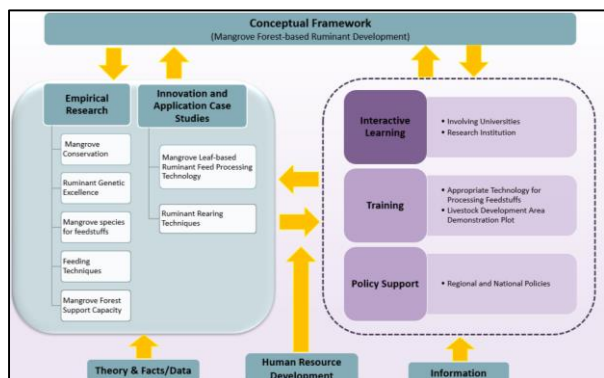 Conceptual Framework
(Mangrove Forest-based Ruminant Development)
Empirical
Research
Mangrove
Conservation
Ruminant Genetic
Excellence
Mangrove species
for feedstuffs
Feeding
Techniques
Mangrove Forest
Support Capacity
Innovation and
Application Case
Studies
Mangrove Leaf-based
Ruminant Feed Processing
Technology
Ruminant Rearing
Techniques
Interactive
Learning
• Involving Universities
• Research Institution
Training
• Appropriate Technology for
Processing Feedstuffs
• Livestock Development Area
Demonstration Plot
Policy Support
• Regional and National Policies
Theory & Facts/Data
Human Resource
Development
Information